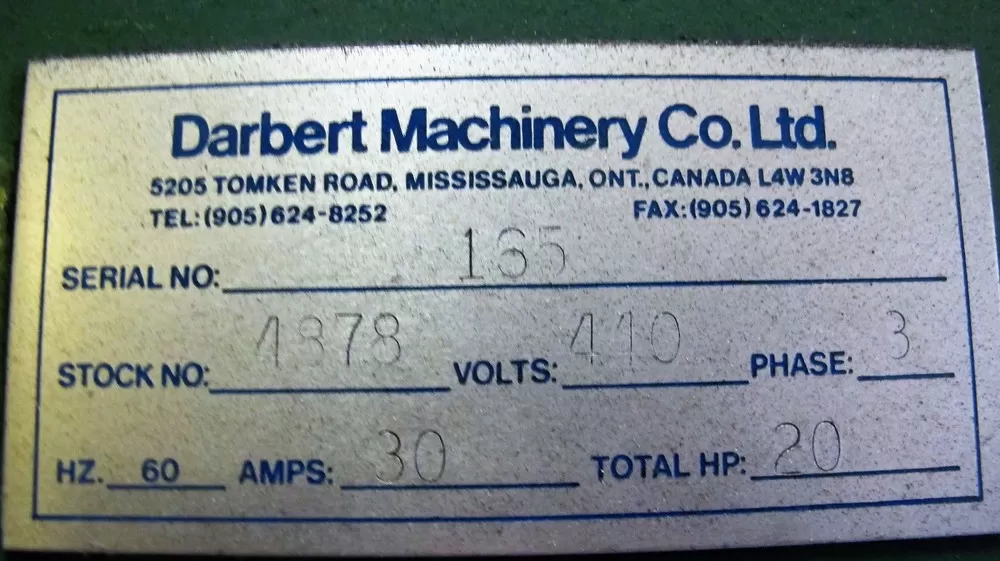 Darbert Machinery Co. Ltd.
5205 TOMKEN ROAD, MISSISSAUGA, ONT., CANADA L4W 3N8
TEL: (905) 624-8252 FAX: (905) 624-1827
SERIAL NO: 165
STOCK NO: 4878 VOLTS: 440 PHASE: 3
HZ. 60 AMPS: 30 TOTAL HP: 20